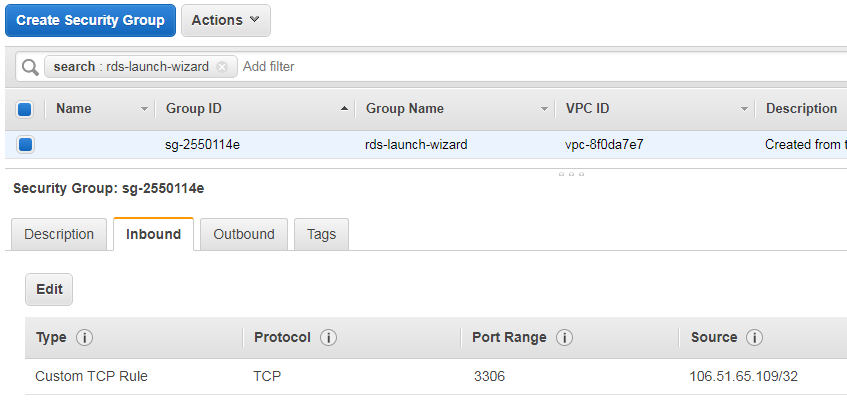 Create Security Group Actions
search : rds-launch-wizard Add filter
Name Group ID Group Name VPC ID Description
sg-2550114e rds-launch-wizard vpc-8f0da7e7 Created from t
Security Group: sg-2550114e
Description Inbound Outbound Tags
Edit
Type Protocol Port Range Source
Custom TCP Rule TCP 3306 106.51.65.109/32